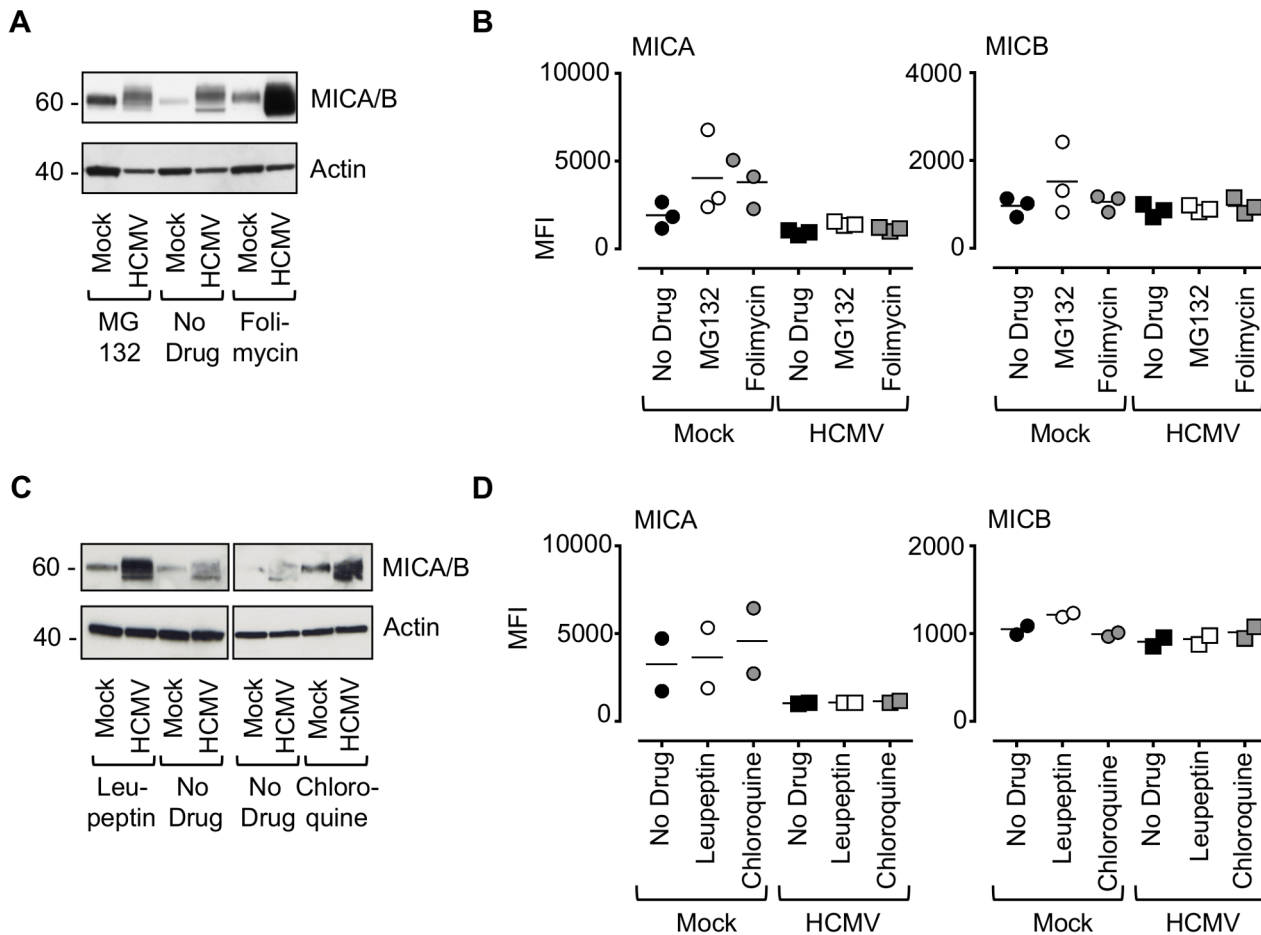 A
60 -
MICA/B
40 -
Actin
Mock
HCMV
Mock
HCMV
Mock
HCMV
MG
132
No
Drug
Foli-
mycin
B
MICA
10000
5000
0
MFI
No Drug
MG132
Folimycin
No Drug
MG132
Folimycin
Mock
HCMV
MICB
4000
2000
0
No Drug
MG132
Folimycin
No Drug
MG132
Folimycin
Mock
HCMV
C
60 -
MICA/B
40 -
Actin
Mock
HCMV
Mock
HCMV
Mock
HCMV
Mock
HCMV
Leu-
peptin
No
Drug
No
Drug
Chloro-
quine
D
MICA
10000
5000
0
MFI
No Drug
Leupeptin
Chloroquine
No Drug
Leupeptin
Chloroquine
Mock
HCMV
MICB
2000
1000
0
No Drug
Leupeptin
Chloroquine
No Drug
Leupeptin
Chloroquine
Mock
HCMV